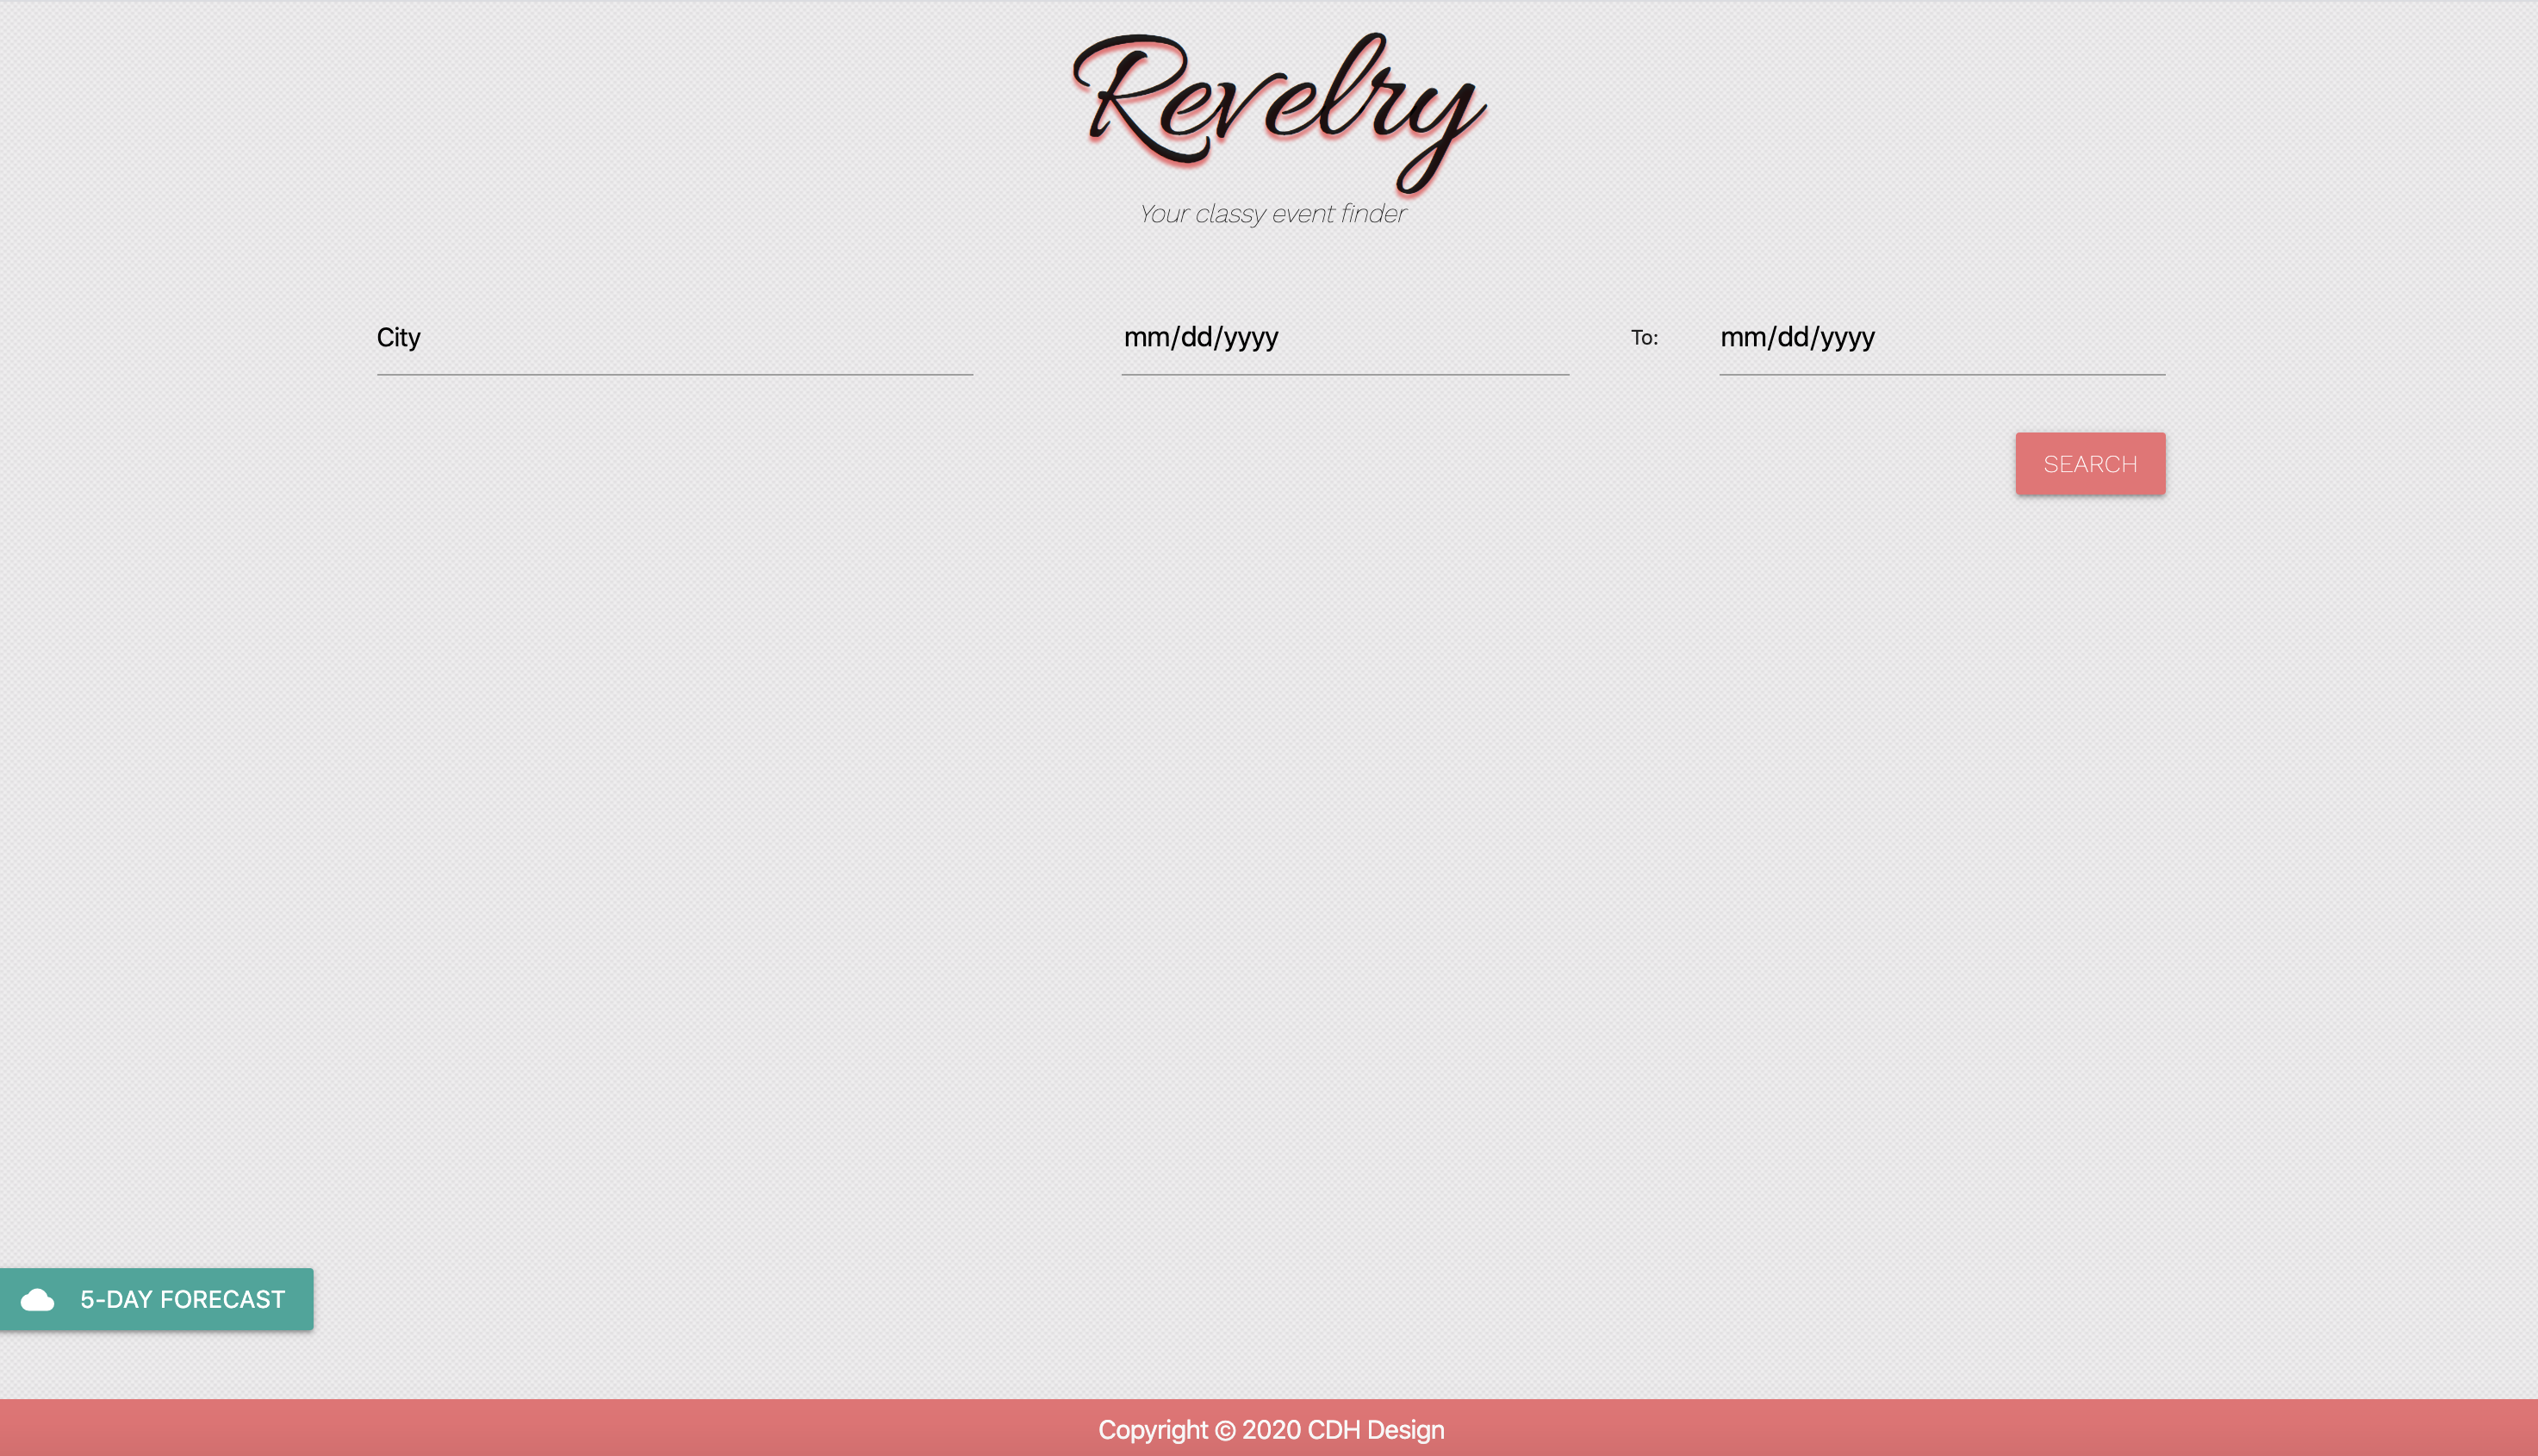 Revelry
Your classy event finder
City mm/dd/yyyy To: mm/dd/yyyy
SEARCH
5-DAY FORECAST
Copyright © 2020 CDH Design